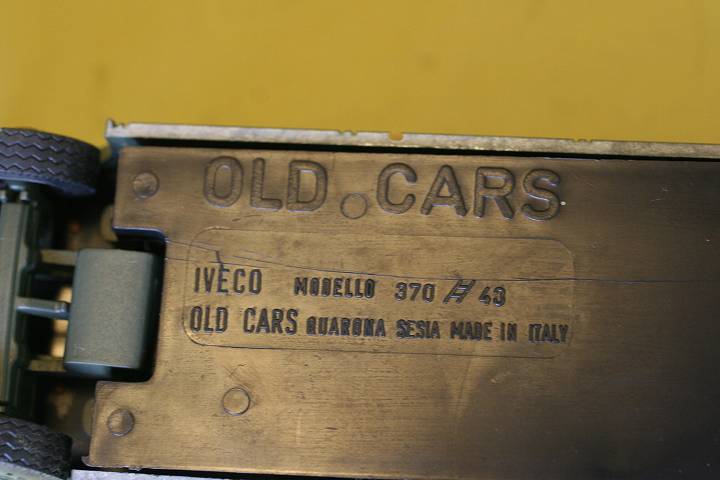 OLD CARS
IVECO MODELLO 370 43
OLD CARS QUARONA SESIA MADE IN ITALY